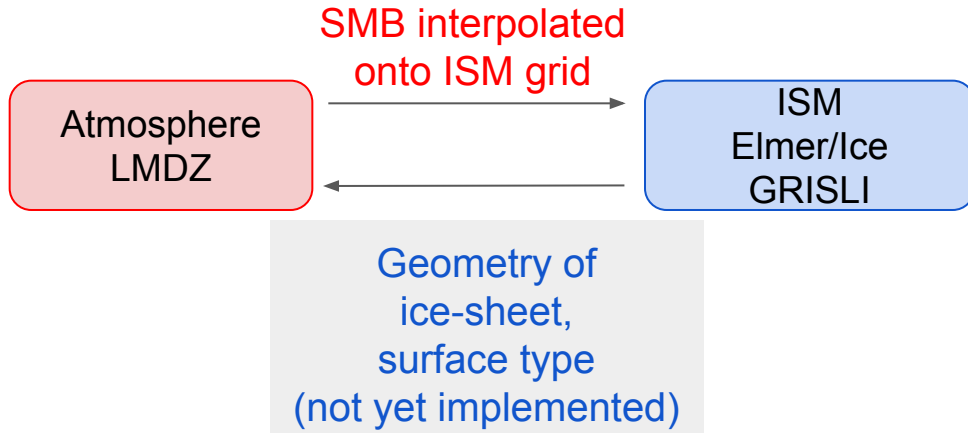 SMB interpolated
onto ISM grid
Atmosphere
LMDZ
ISM
Elmer/Ice
GRISLI
Geometry of
ice-sheet,
surface type
(not yet implemented)